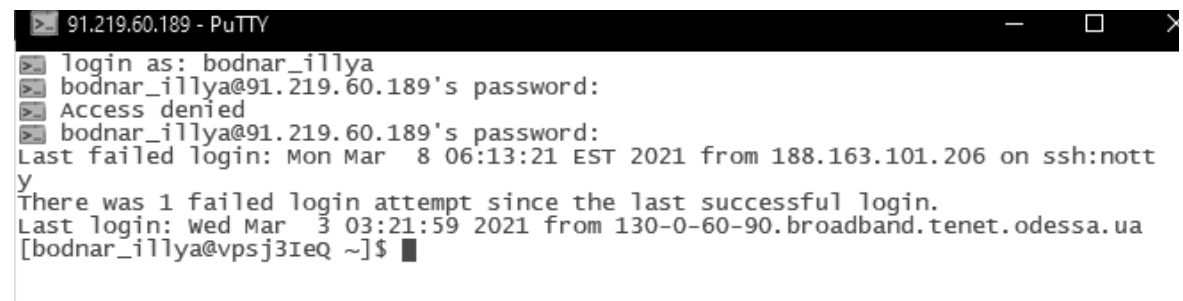 91.219.60.189 - PuTTY
login as: bodnar_illya
bodnar_illya@91.219.60.189's password:
Access denied
bodnar_illya@91.219.60.189's password:
Last failed login: Mon Mar  8 06:13:21 EST 2021 from 188.163.101.206 on ssh:nott
y
There was 1 failed login attempt since the last successful login.
Last login: Wed Mar  3 03:21:59 2021 from 130-0-60-90.broadband.tenet.odessa.ua
[bodnar_illya@vpsj3IeQ ~]$